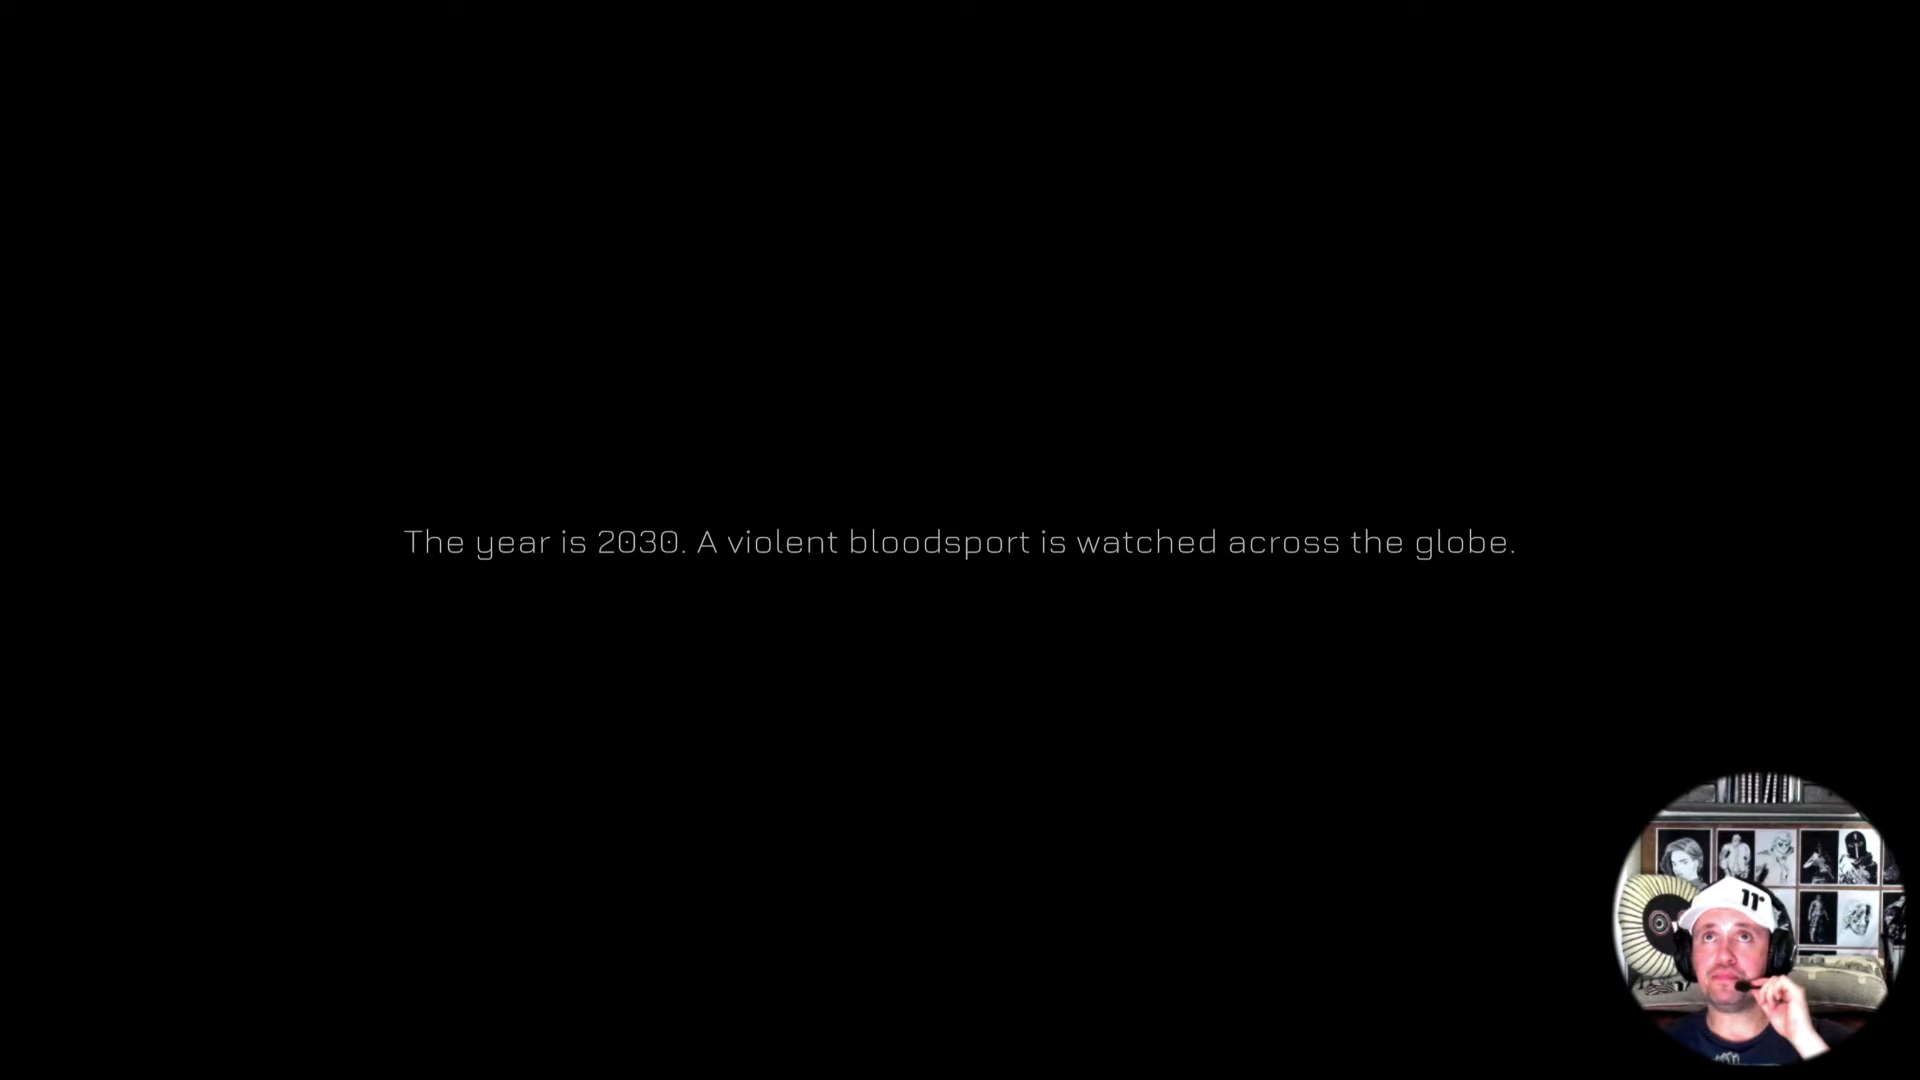 The year is 2030. A violent bloodsport is watched across the globe.